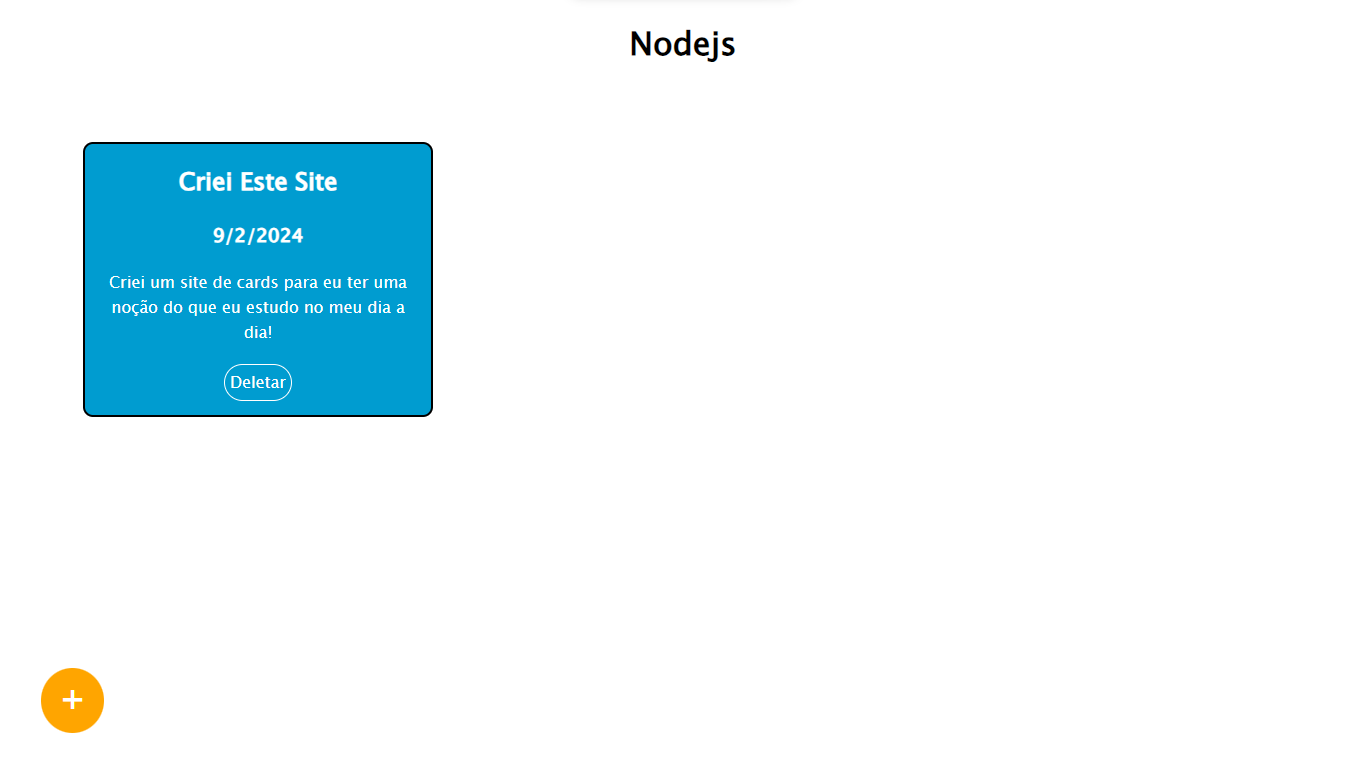 Nodejs
Criei Este Site
9/2/2024
Criei um site de cards para eu ter uma
noção do que eu estudo no meu dia a
dia!
Deletar
+